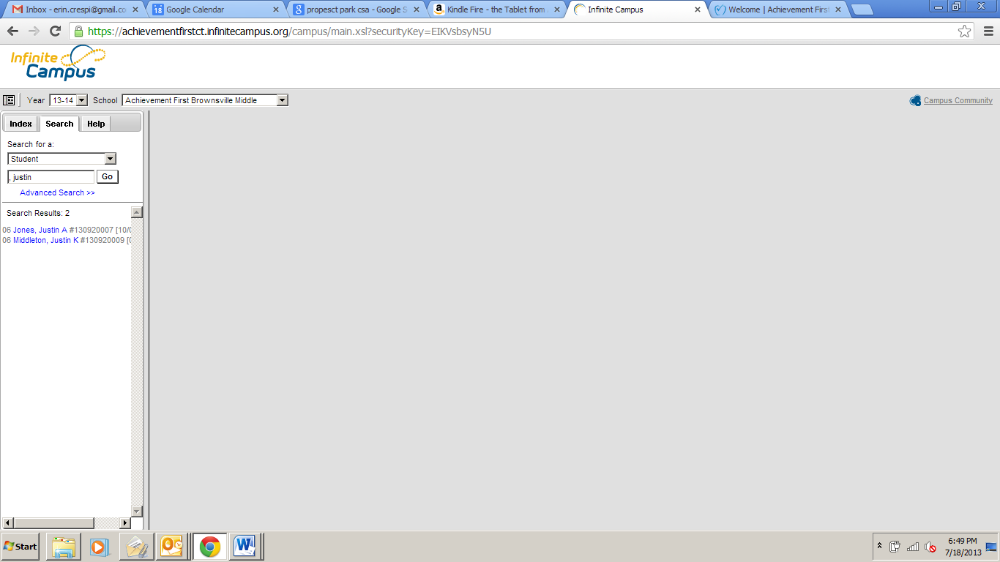 Inbox - erin.crespi@gmail.co
Google Calendar
propesct park csa - Google S
Kindle Fire - the Tablet from
Infinite Campus
Welcome | Achievement First
https://achievementfirstct.infinitecampus.org/campus/main.xsl?securityKey=EIKVsbsyN5U
Infinite Campus
Year 13-14 School Achievement First Brownsville Middle
Campus Community
Index Search Help
Search for a:
Student
, justin Go
Advanced Search >>
Search Results: 2
06 Jones, Justin A #130920007 [10/0
06 Middleton, Justin K #130920009 [0
Start
6:49 PM
7/18/2013